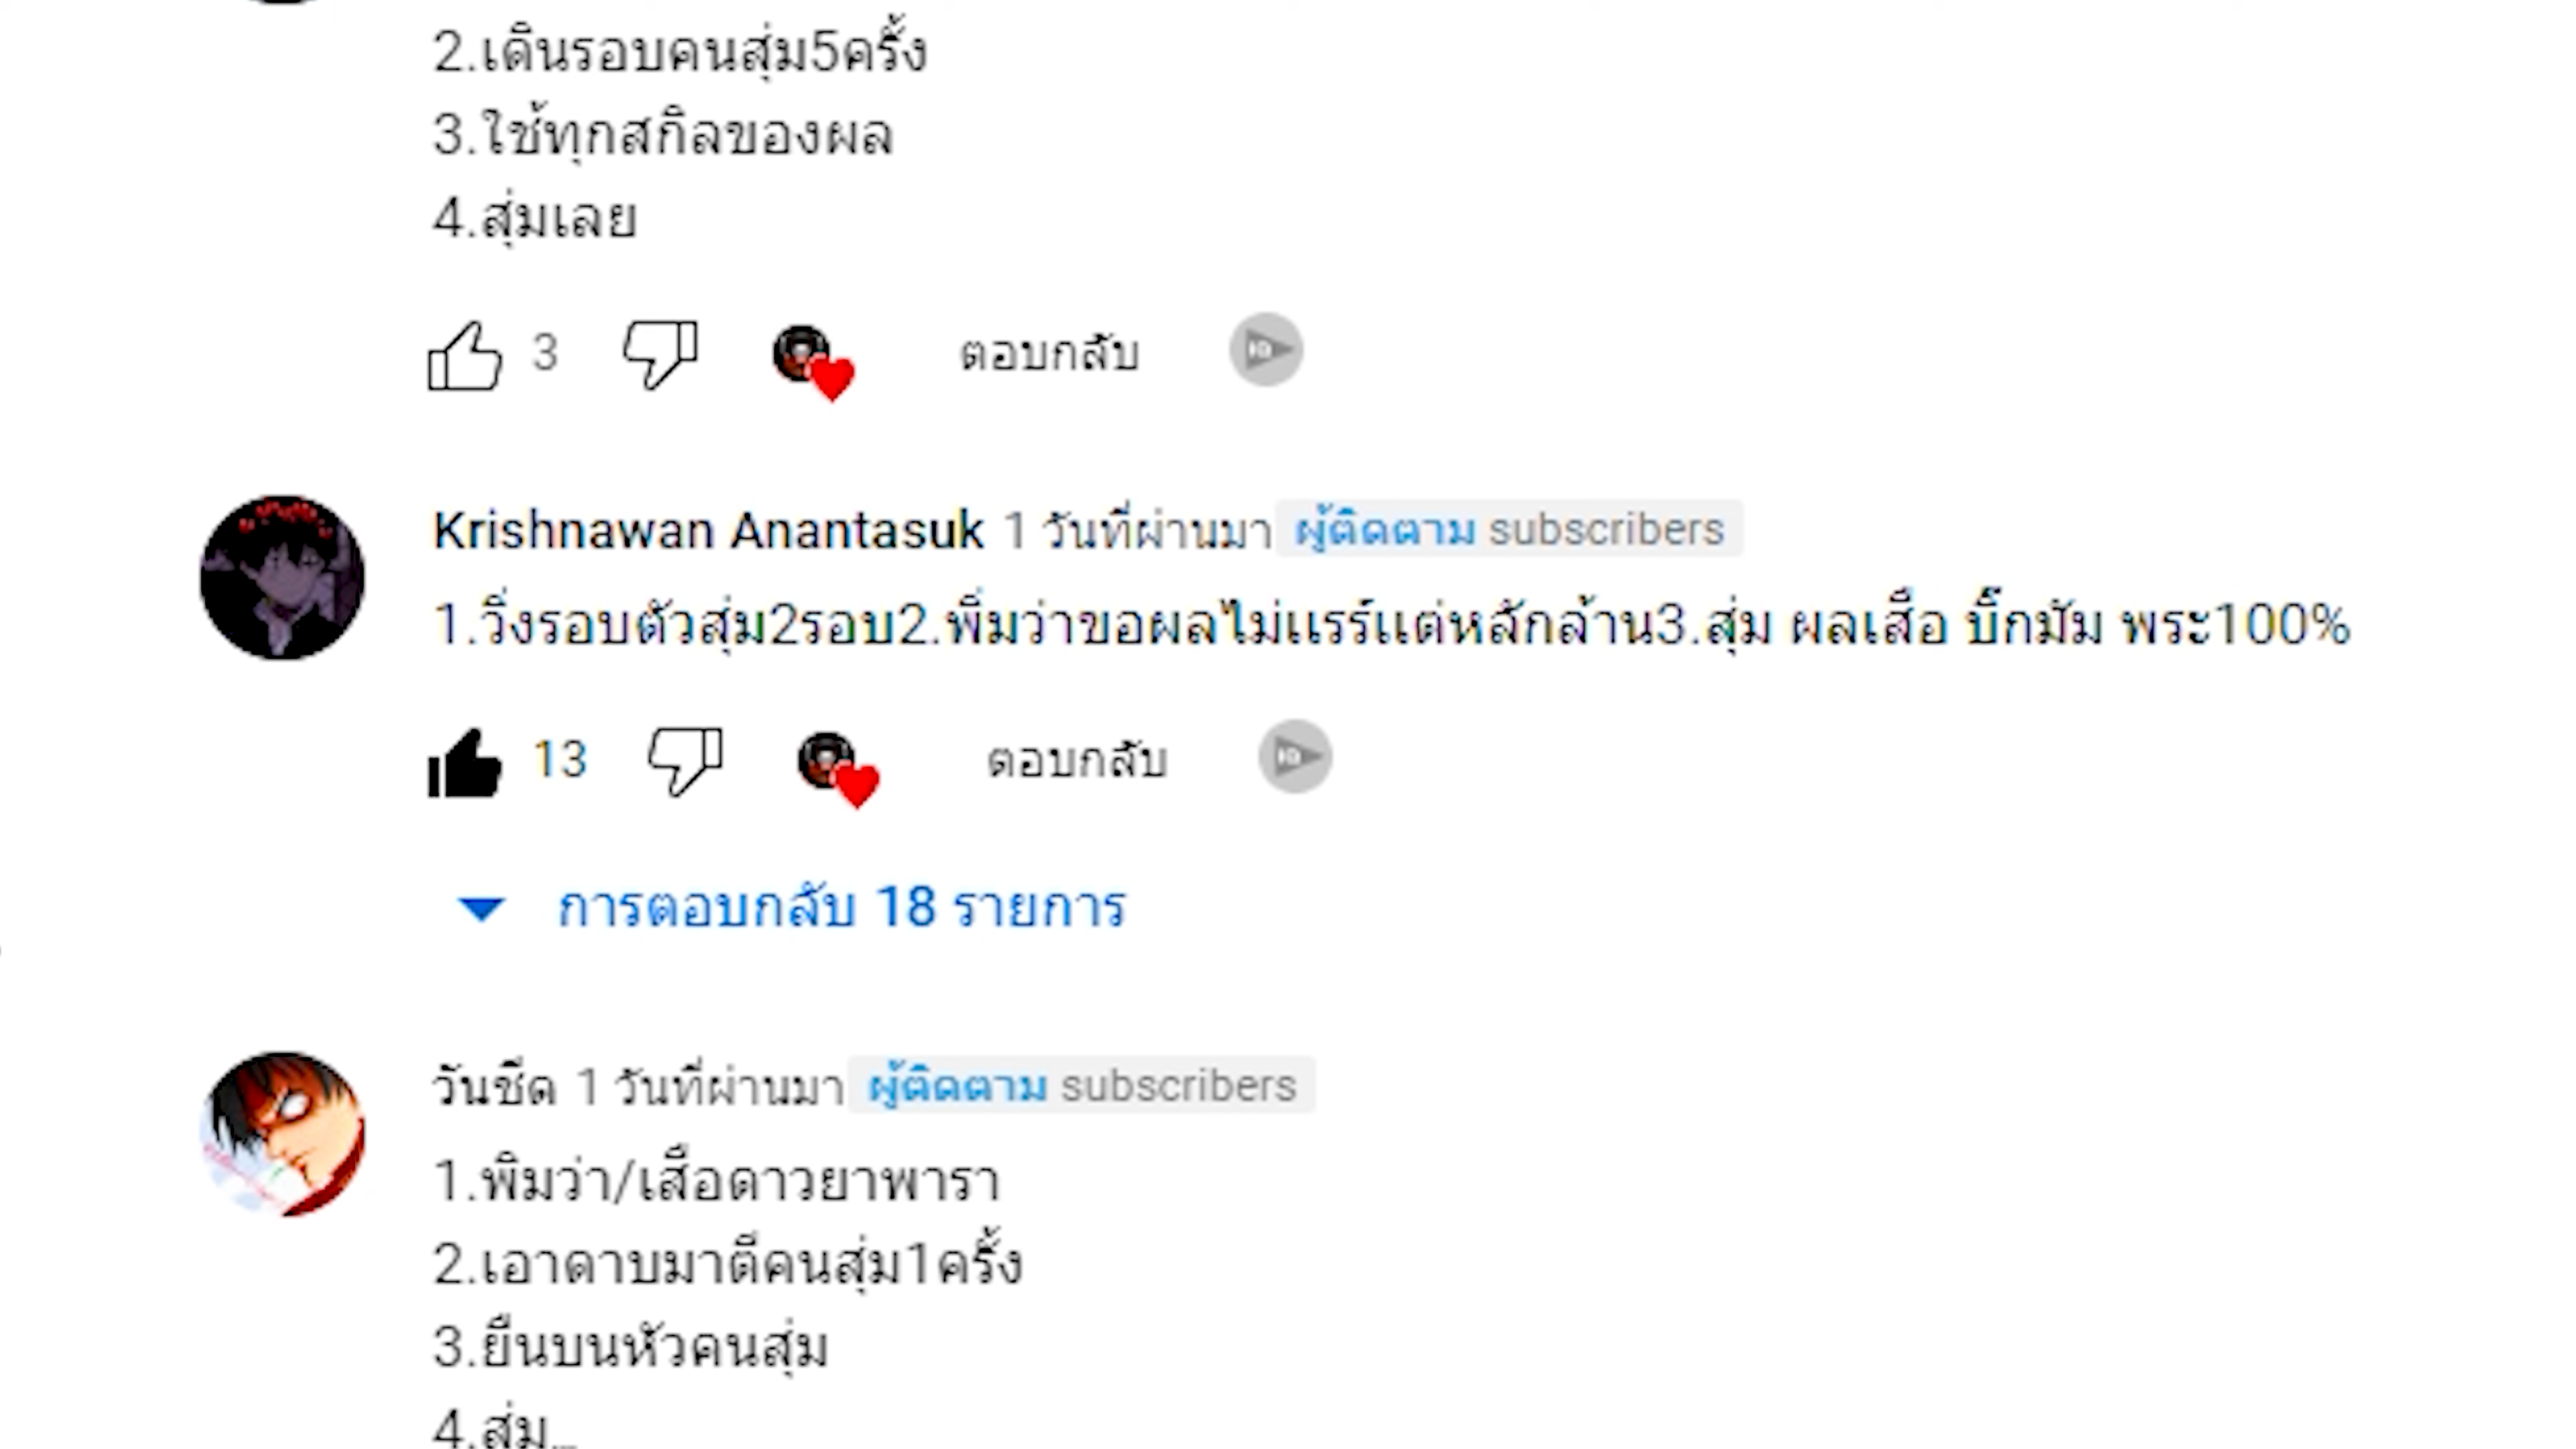 2.เดินรอบคนสุ่ม5ครั้ง
3.ใช้ทุกสกิลของผล
4.สุ่มเลย
3 ตอบกลับ
Krishnawan Anantasuk 1 วันที่ผ่านมา ผู้ติดตาม subscribers
1.วิ่งรอบตัวสุ่ม2รอบ2.พิ่มว่าขอผลไม่เเรร์เเต่หลักล้าน3.สุ่ม ผลเสือ บิ๊กมัม พระ100%
13 ตอบกลับ
การตอบกลับ 18 รายการ
วันชืด 1 วันที่ผ่านมา ผู้ติดตาม subscribers
1.พิมว่า/เสือดาวยาพารา
2.เอาดาบมาตีคนสุ่ม1ครั้ง
3.ยืนบนหัวคนสุ่ม
4.สุ่ม...